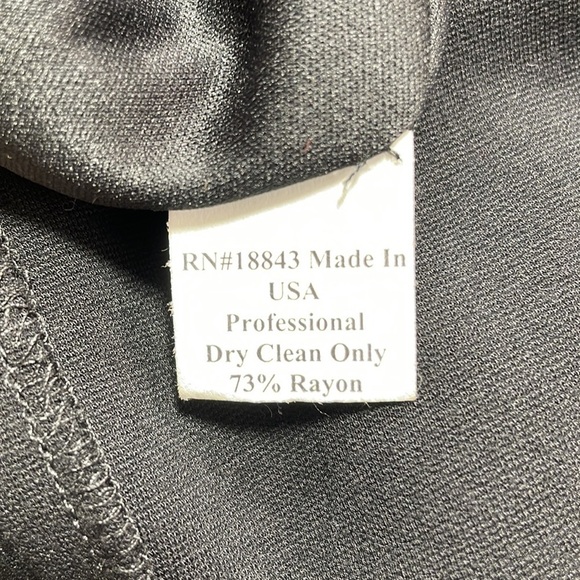 RN#18843 Made In
USA
Professional
Dry Clean Only
73% Rayon